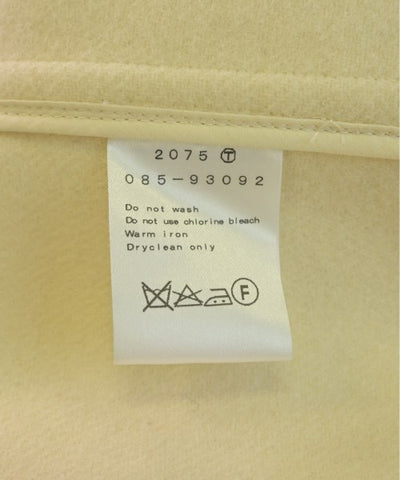 2075 Ⓣ
085-93092
Do not wash
Do not use chlorine bleach
Warm iron
Dryclean only
F